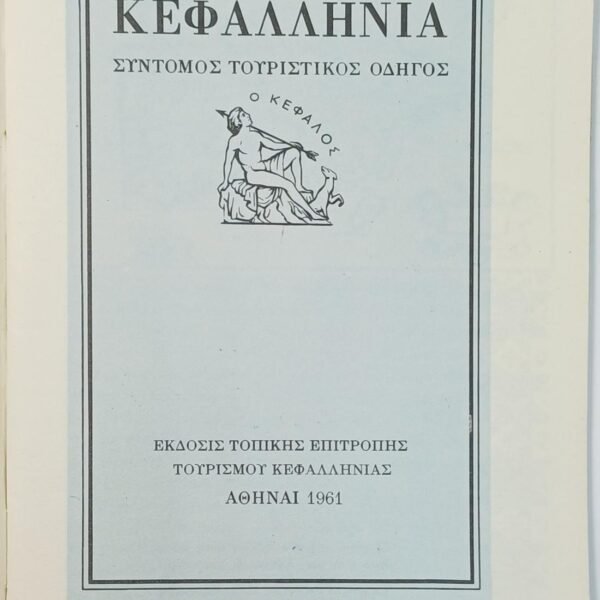 ΚΕΦΑΛΛΗΝΙΑ
ΣΥΝΤΟΜΟΣ ΤΟΥΡΙΣΤΙΚΟΣ ΟΔΗΓΟΣ
Ο ΚΕΦΑΛΟΣ
ΕΚΔΟΣΙΣ ΤΟΠΙΚΗΣ ΕΠΙΤΡΟΠΗΣ
ΤΟΥΡΙΣΜΟΥ ΚΕΦΑΛΛΗΝΙΑΣ
ΑΘΗΝΑΙ 1961